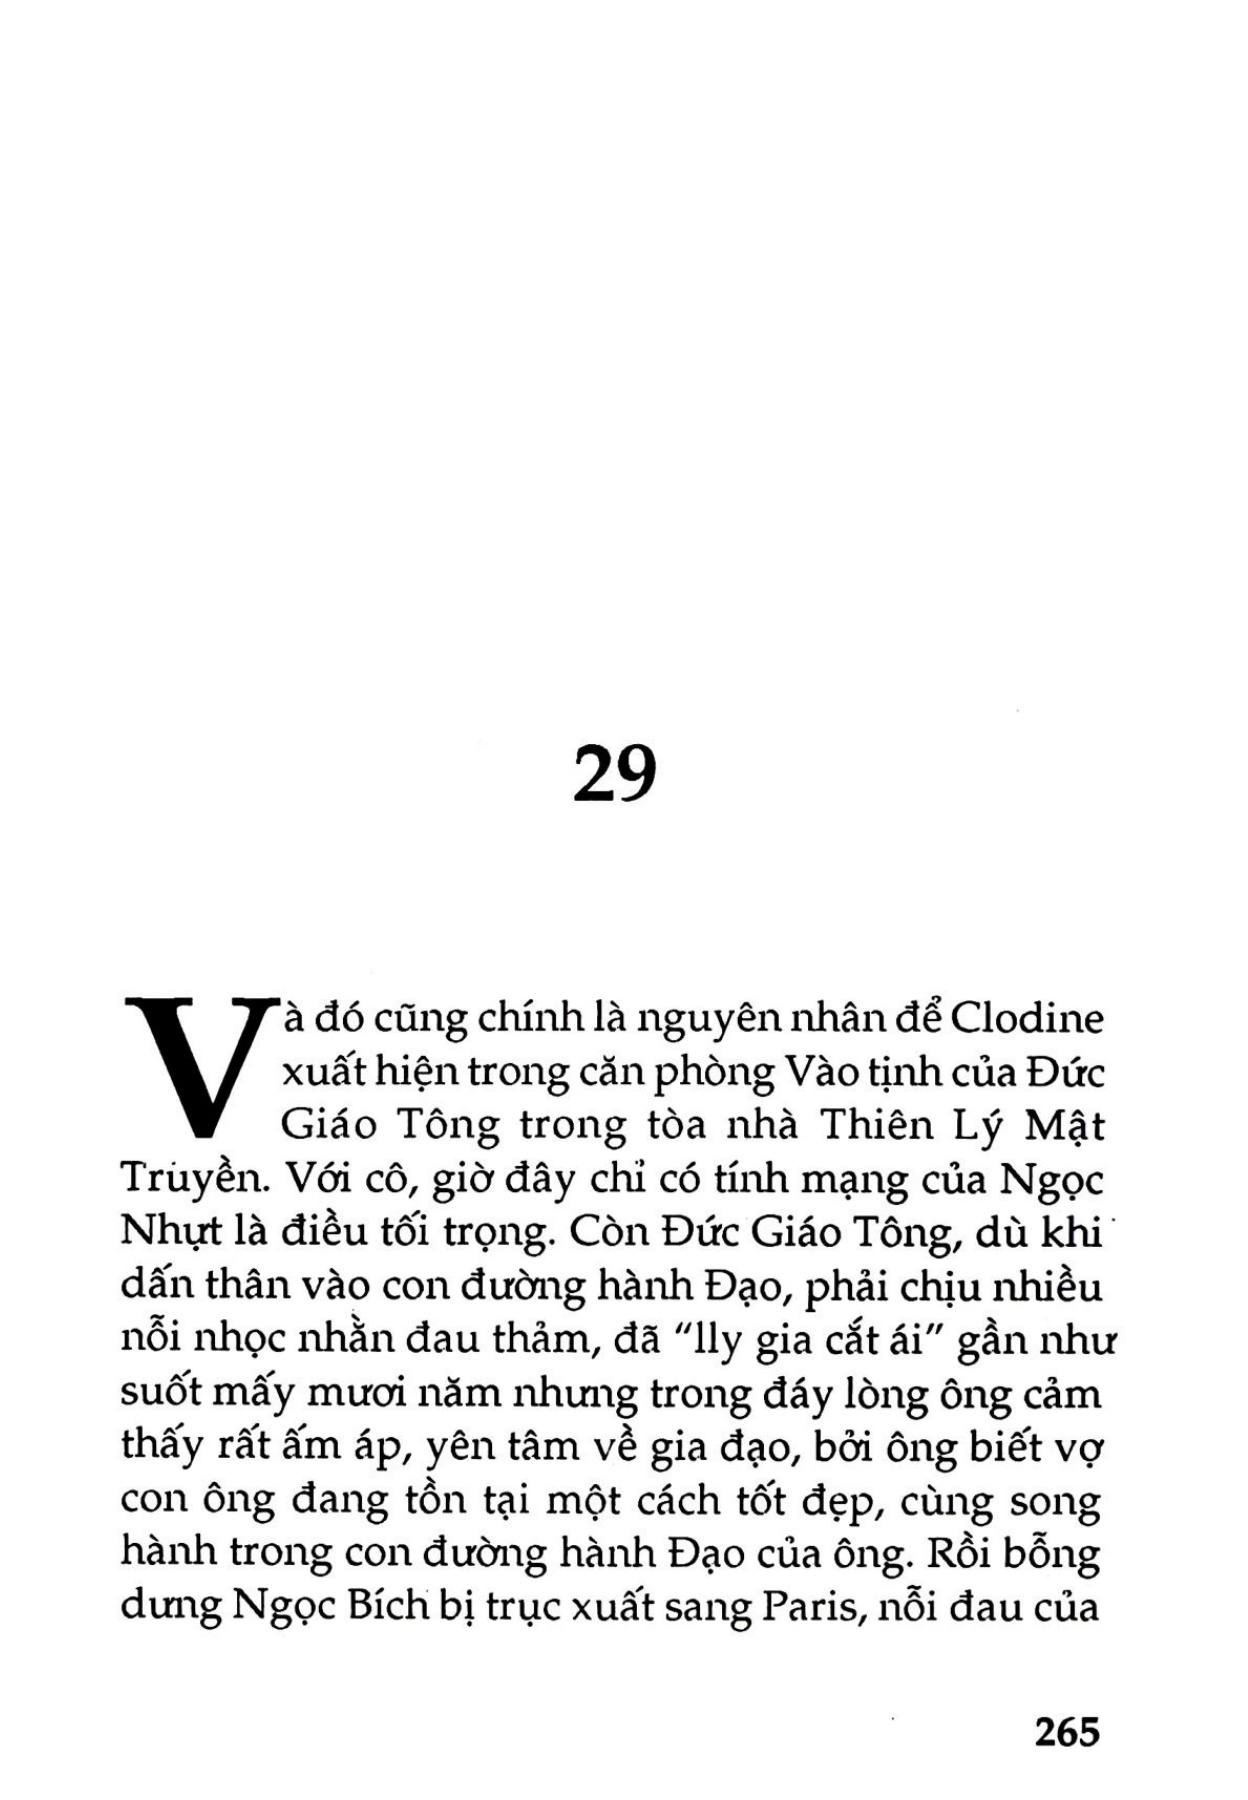 29
Và đó cũng chính là nguyên nhân để Clodine
xuất hiện trong căn phòng Vào tịnh của Đức
Giáo Tông trong tòa nhà Thiên Lý Mật
Truyền. Với cô, giờ đây chỉ có tính mạng của Ngọc
Nhựt là điều tối trọng. Còn Đức Giáo Tông, dù khi
dấn thân vào con đường hành Đạo, phải chịu nhiều
nỗi nhọc nhằn đau thảm, đã "lly gia cắt ái" gần như
suốt mấy mươi năm nhưng trong đáy lòng ông cảm
thấy rất ấm áp, yên tâm về gia đạo, bởi ông biết vợ
con ông đang tồn tại một cách tốt đẹp, cùng song
hành trong con đường hành Đạo của ông. Rồi bỗng
dưng Ngọc Bích bị trục xuất sang Paris, nỗi đau của
265